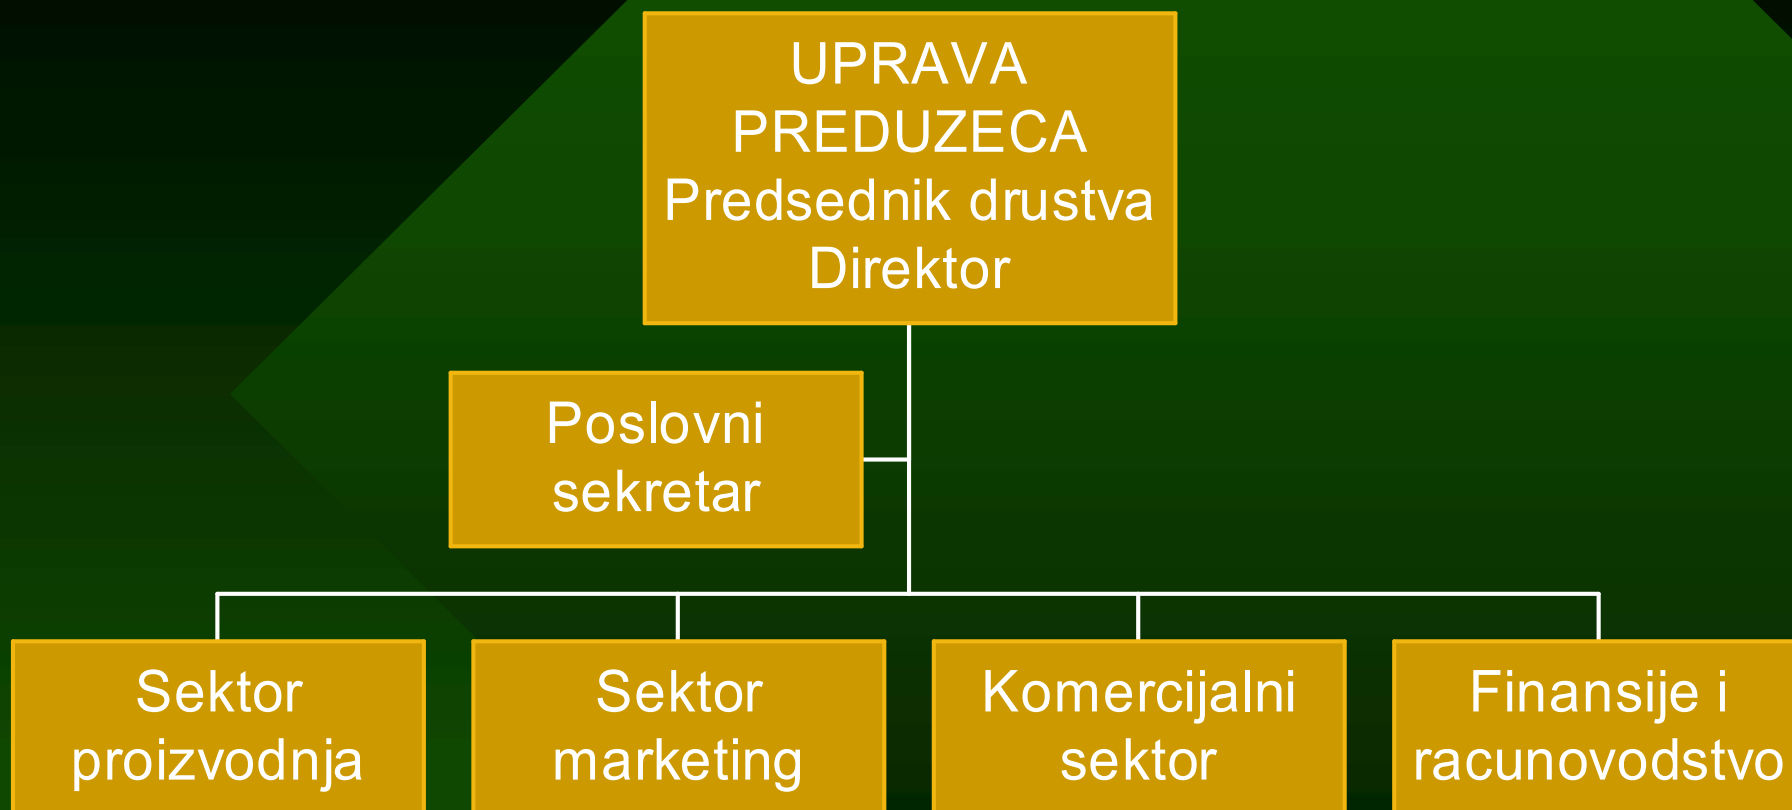 UPRAVA
PREDUZECA
Predsednik drustva
Direktor
Poslovni
sekretar
Sektor
proizvodnja
Sektor
marketing
Komercijalni
sektor
Finansije i
racunovodstvo